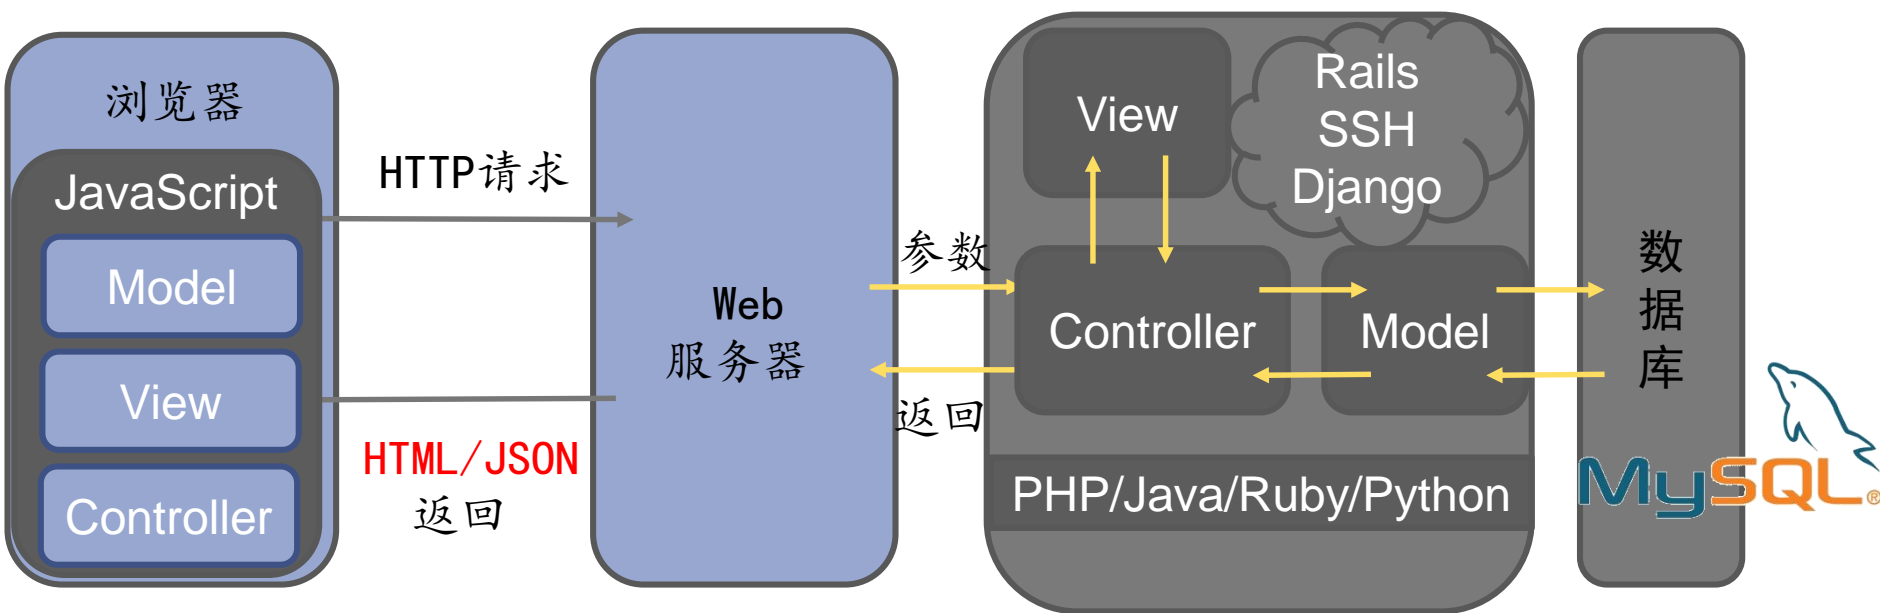 浏览器
JavaScript
Model
View
Controller
HTTP请求
HTML/JSON
返回
Web
服务器
参数
返回
View
Rails
SSH
Django
Controller
Model
PHP/Java/Ruby/Python
数
据
库
MySQL®